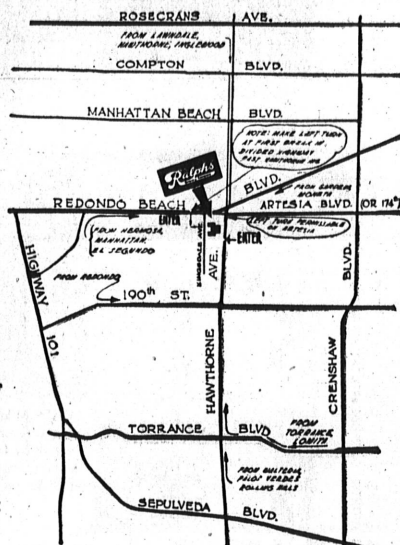 ROSECRANS AVE.
FROM LAWNDALE,
HAWTHORNE, INGLEWOOD
COMPTON BLVD.
MANHATTAN BEACH BLVD.
NOTE: MAKE LEFT TURN
AT FIRST BREAK IN
DIVIDED HIGHWAY
PAST HAWTHORNE
Ralphs
BLVD.
FROM GARDENA
REDONDO BEACH ARTESIA BLVD. (OR 174th)
ENTER
LEFT TURN PERMISSABLE
ON ARTESIA
FROM HERMOSA,
MANHATTAN,
EL SEGUNDO
KINGSDALE AVE.
ENTER
HIGHWAY
101
FROM REDONDO
190th ST.
HAWTHORNE AVE.
CRENSHAW BLVD.
TORRANCE BLVD
FROM
TORRANCE,
LOMITA
FROM
PALOS VERDES
ROLLING HILLS
SEPULVEDA BLVD.